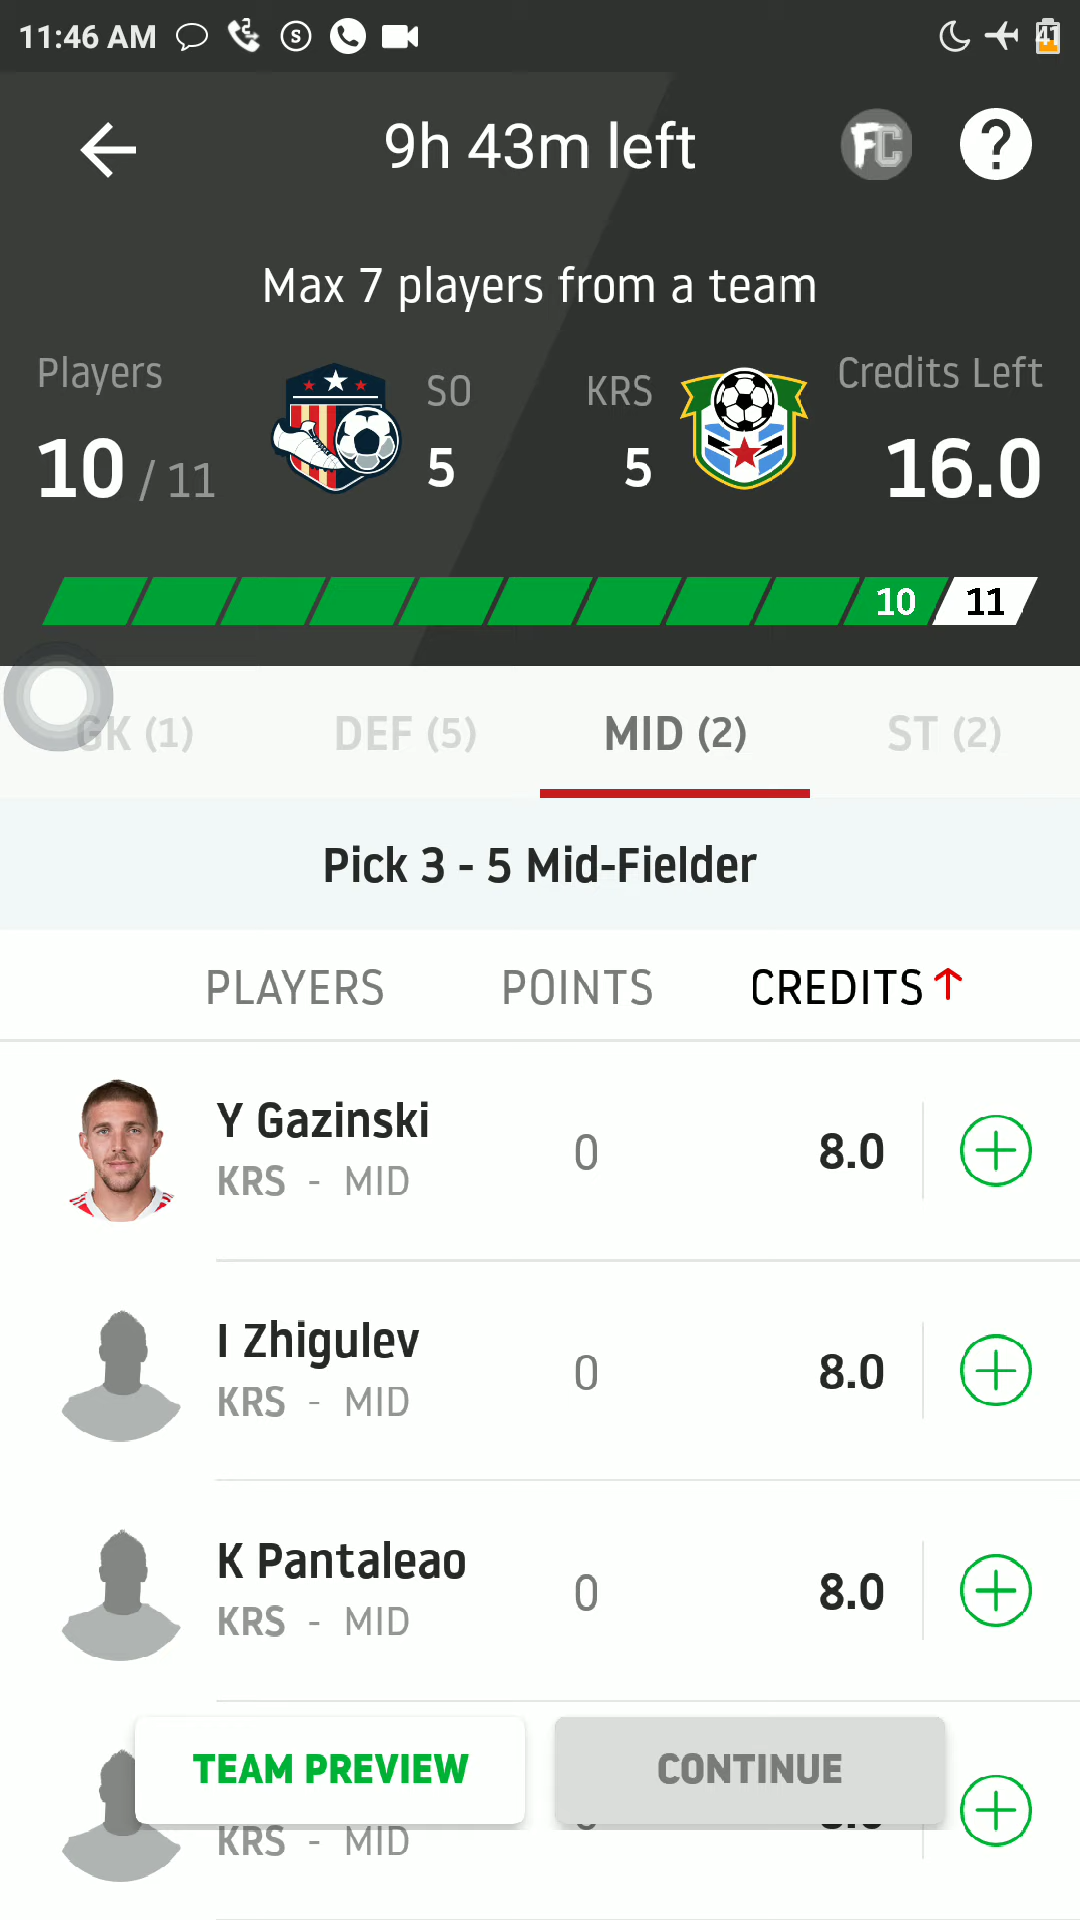 11:46 AM
41
9h 43m left
FC
?
Max 7 players from a team
Players
SO
KRS
Credits Left
10 / 11
5
5
16.0
10
11
GK (1)
DEF (5)
MID (2)
ST (2)
Pick 3 - 5 Mid-Fielder
PLAYERS
POINTS
CREDITS
Y Gazinski
KRS - MID
0
8.0
I Zhigulev
KRS - MID
0
8.0
K Pantaleao
KRS - MID
0
8.0
TEAM PREVIEW
CONTINUE
KRS - MID